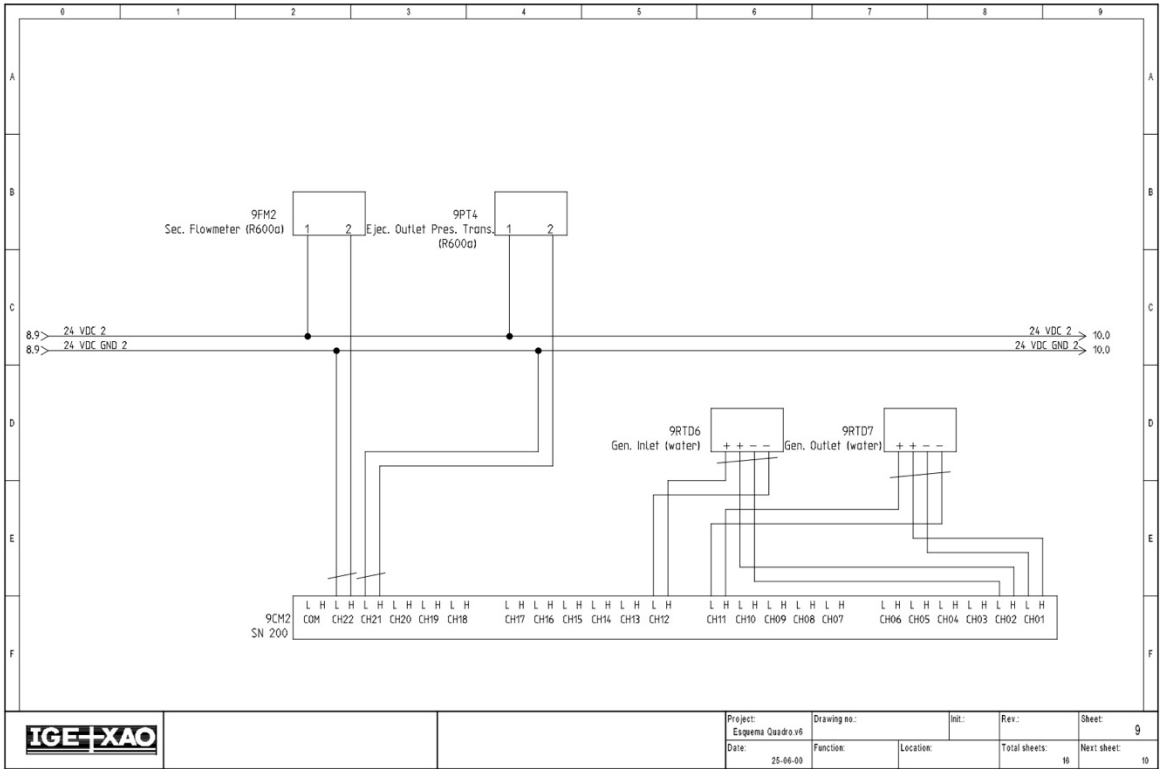 0 1 2 3 4 5 6 7 8 9
A A
B B
9FM2
Sec. Flowmeter (R600a)
1 2
9PT4
Ejec. Outlet Pres. Trans.
(R600a)
1 2
C C
8.9 24 VDC 2 24 VDC 2 10.0
8.9 24 VDC GND 2 24 VDC GND 2 10.0
D D
9RTD6
Gen. Inlet (water)
+ + - -
9RTD7
Gen. Outlet (water)
+ + - -
E E
9CM2
SN 200
L H L H L H L H L H L H L H L H L H L H L H L H L H L H L H L H L H L H L H L H L H L H L H
COM CH22 CH21 CH20 CH19 CH18 CH17 CH16 CH15 CH14 CH13 CH12 CH11 CH10 CH09 CH08 CH07 CH06 CH05 CH04 CH03 CH02 CH01
F F
IGE+XAO
Project: Drawing no.: Init.: Rev.: Sheet:
Esquema Quadro.v6 9
Date: Function: Location: Total sheets: Next sheet:
25-06-00 16 10